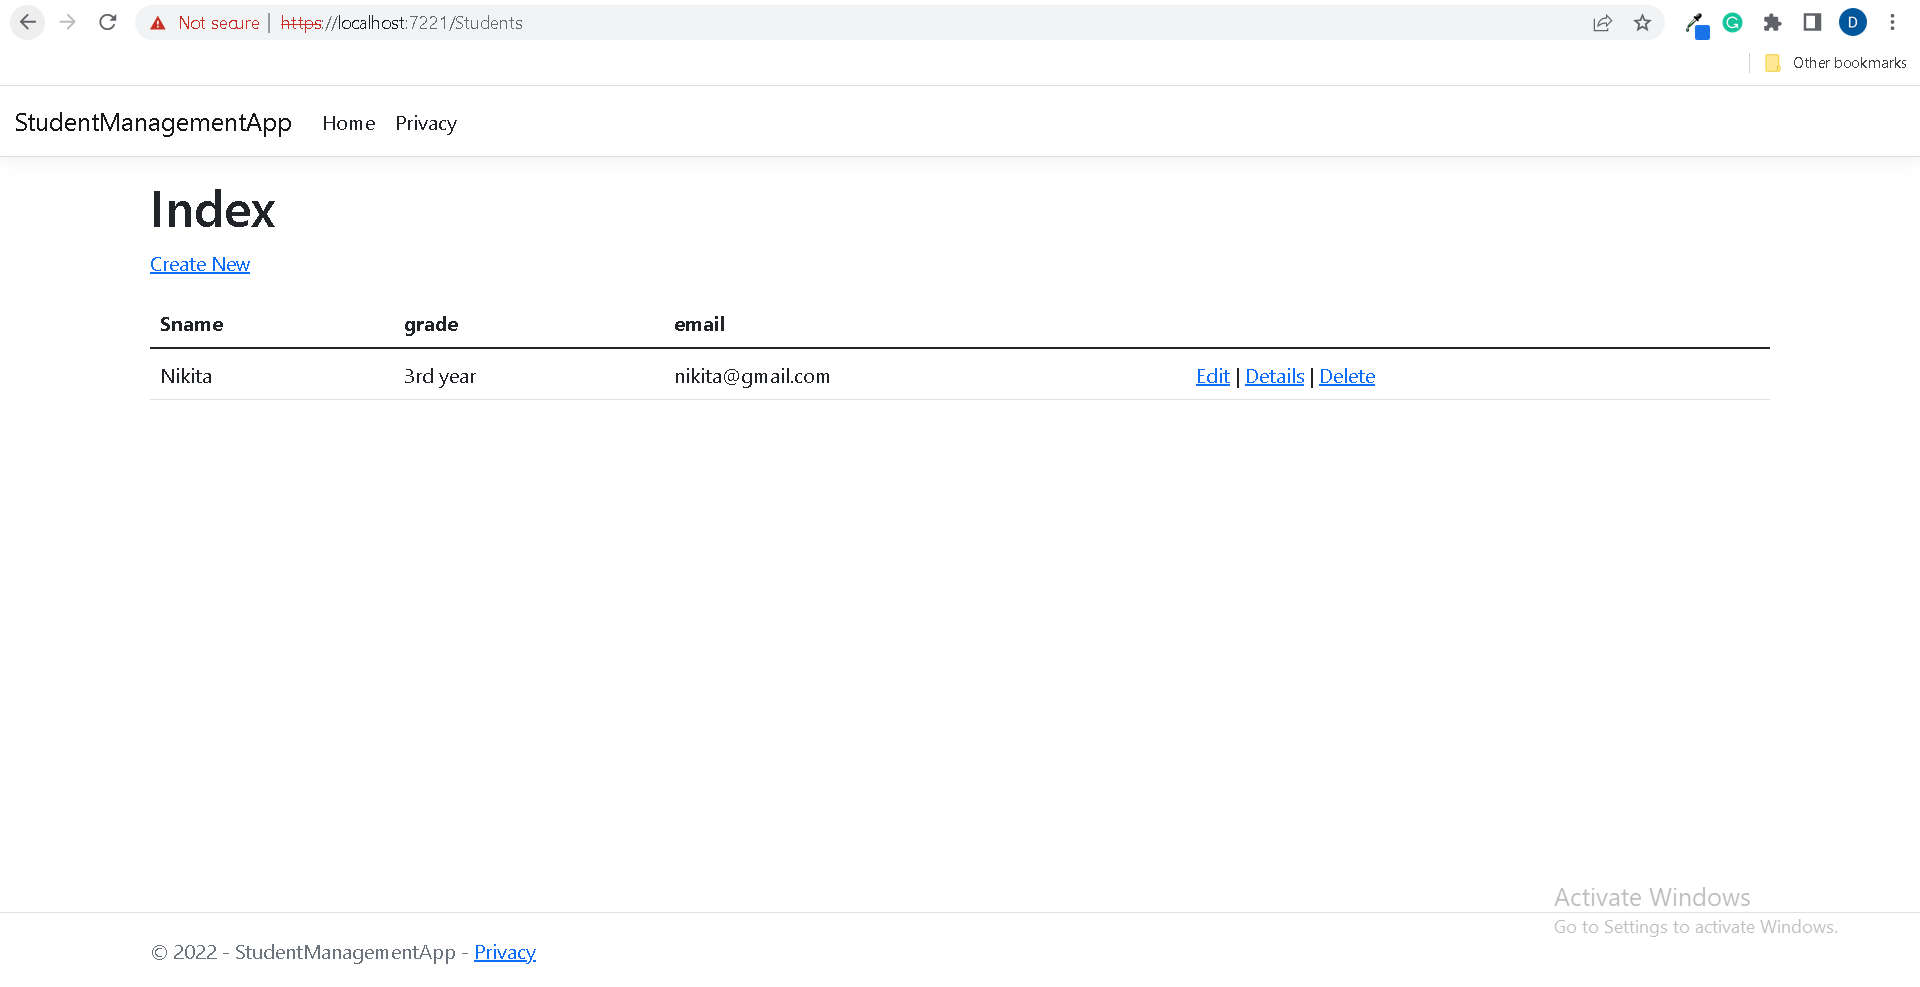 Not secure | https://localhost:7221/Students
Other bookmarks
StudentManagementApp Home Privacy
Index
Create New
Sname grade email
Nikita 3rd year nikita@gmail.com Edit | Details | Delete
Activate Windows
Go to Settings to activate Windows.
© 2022 - StudentManagementApp - Privacy
D